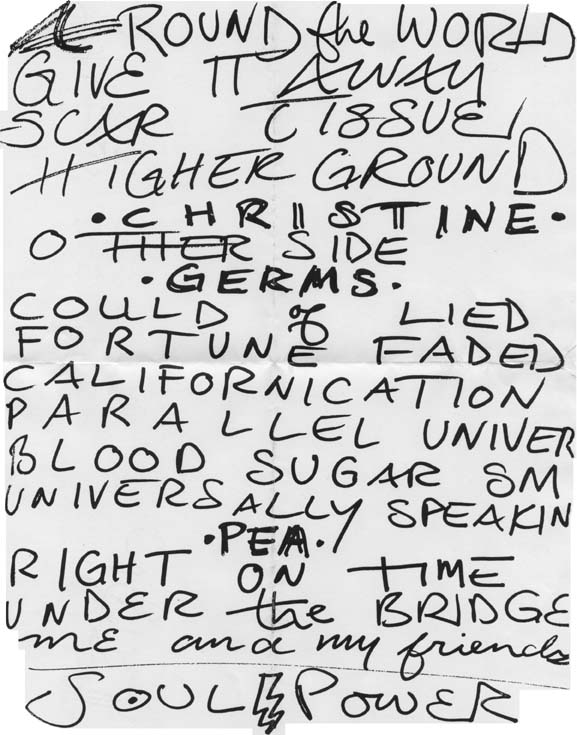 AROUND the WORLD
GIVE IT AWAY
SCAR TISSUE
HIGHER GROUND
• CHRISTINE •
OTHER SIDE
• GERMS •
COULD of LIED
FORTUNE FADED
CALIFORNICATION
PARALLEL UNIVER
BLOOD SUGAR SM
UNIVERSALLY SPEAKIN
• PEA •
RIGHT ON TIME
UNDER the BRIDGE
me and my friends
SOUL POWER